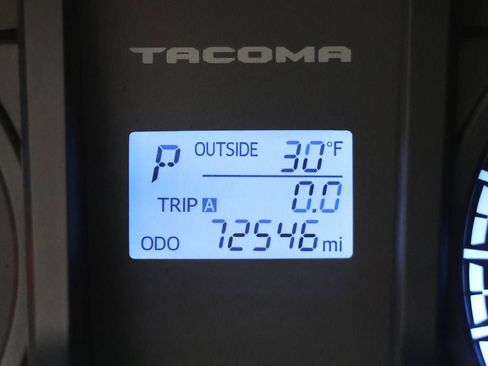 TACOMA
P OUTSIDE 30°F
TRIP A 0.0
ODO 72546 mi